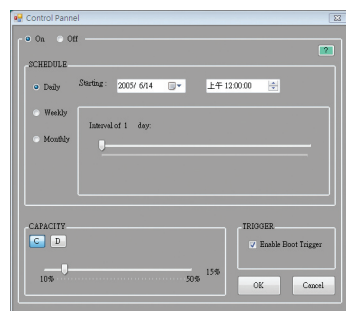 Control Pannel
On Off
?
SCHEDULE
Daily Starting : 2005/ 6/14 上午 12:00:00
Weekly
Interval of 1 day:
Monthly
CAPACITY
C D
10% 50% 15%
TRIGGER
Enable Boot Trigger
OK Cancel